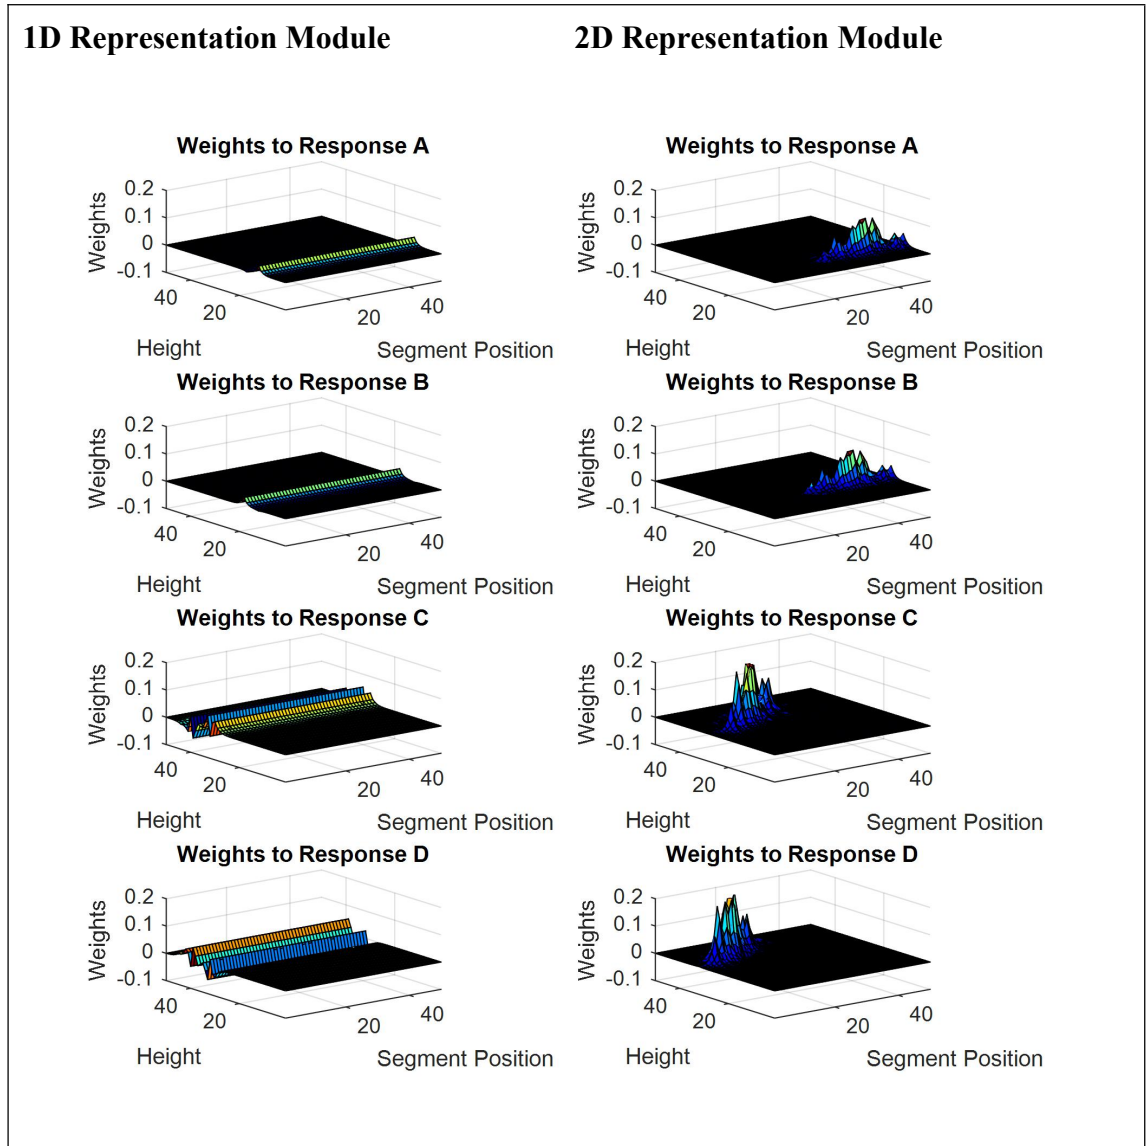 1D Representation Module 2D Representation Module
Weights to Response A Weights to Response A
Weights 0.2 0.1 0 -0.1 Weights 0.2 0.1 0 -0.1
40 20 20 40 40 20 20 40
Height Segment Position Height Segment Position
Weights to Response B Weights to Response B
Weights 0.2 0.1 0 -0.1 Weights 0.2 0.1 0 -0.1
40 20 20 40 40 20 20 40
Height Segment Position Height Segment Position
Weights to Response C Weights to Response C
Weights 0.2 0.1 0 -0.1 Weights 0.2 0.1 0 -0.1
40 20 20 40 40 20 20 40
Height Segment Position Height Segment Position
Weights to Response D Weights to Response D
Weights 0.2 0.1 0 -0.1 Weights 0.2 0.1 0 -0.1
40 20 20 40 40 20 20 40
Height Segment Position Height Segment Position